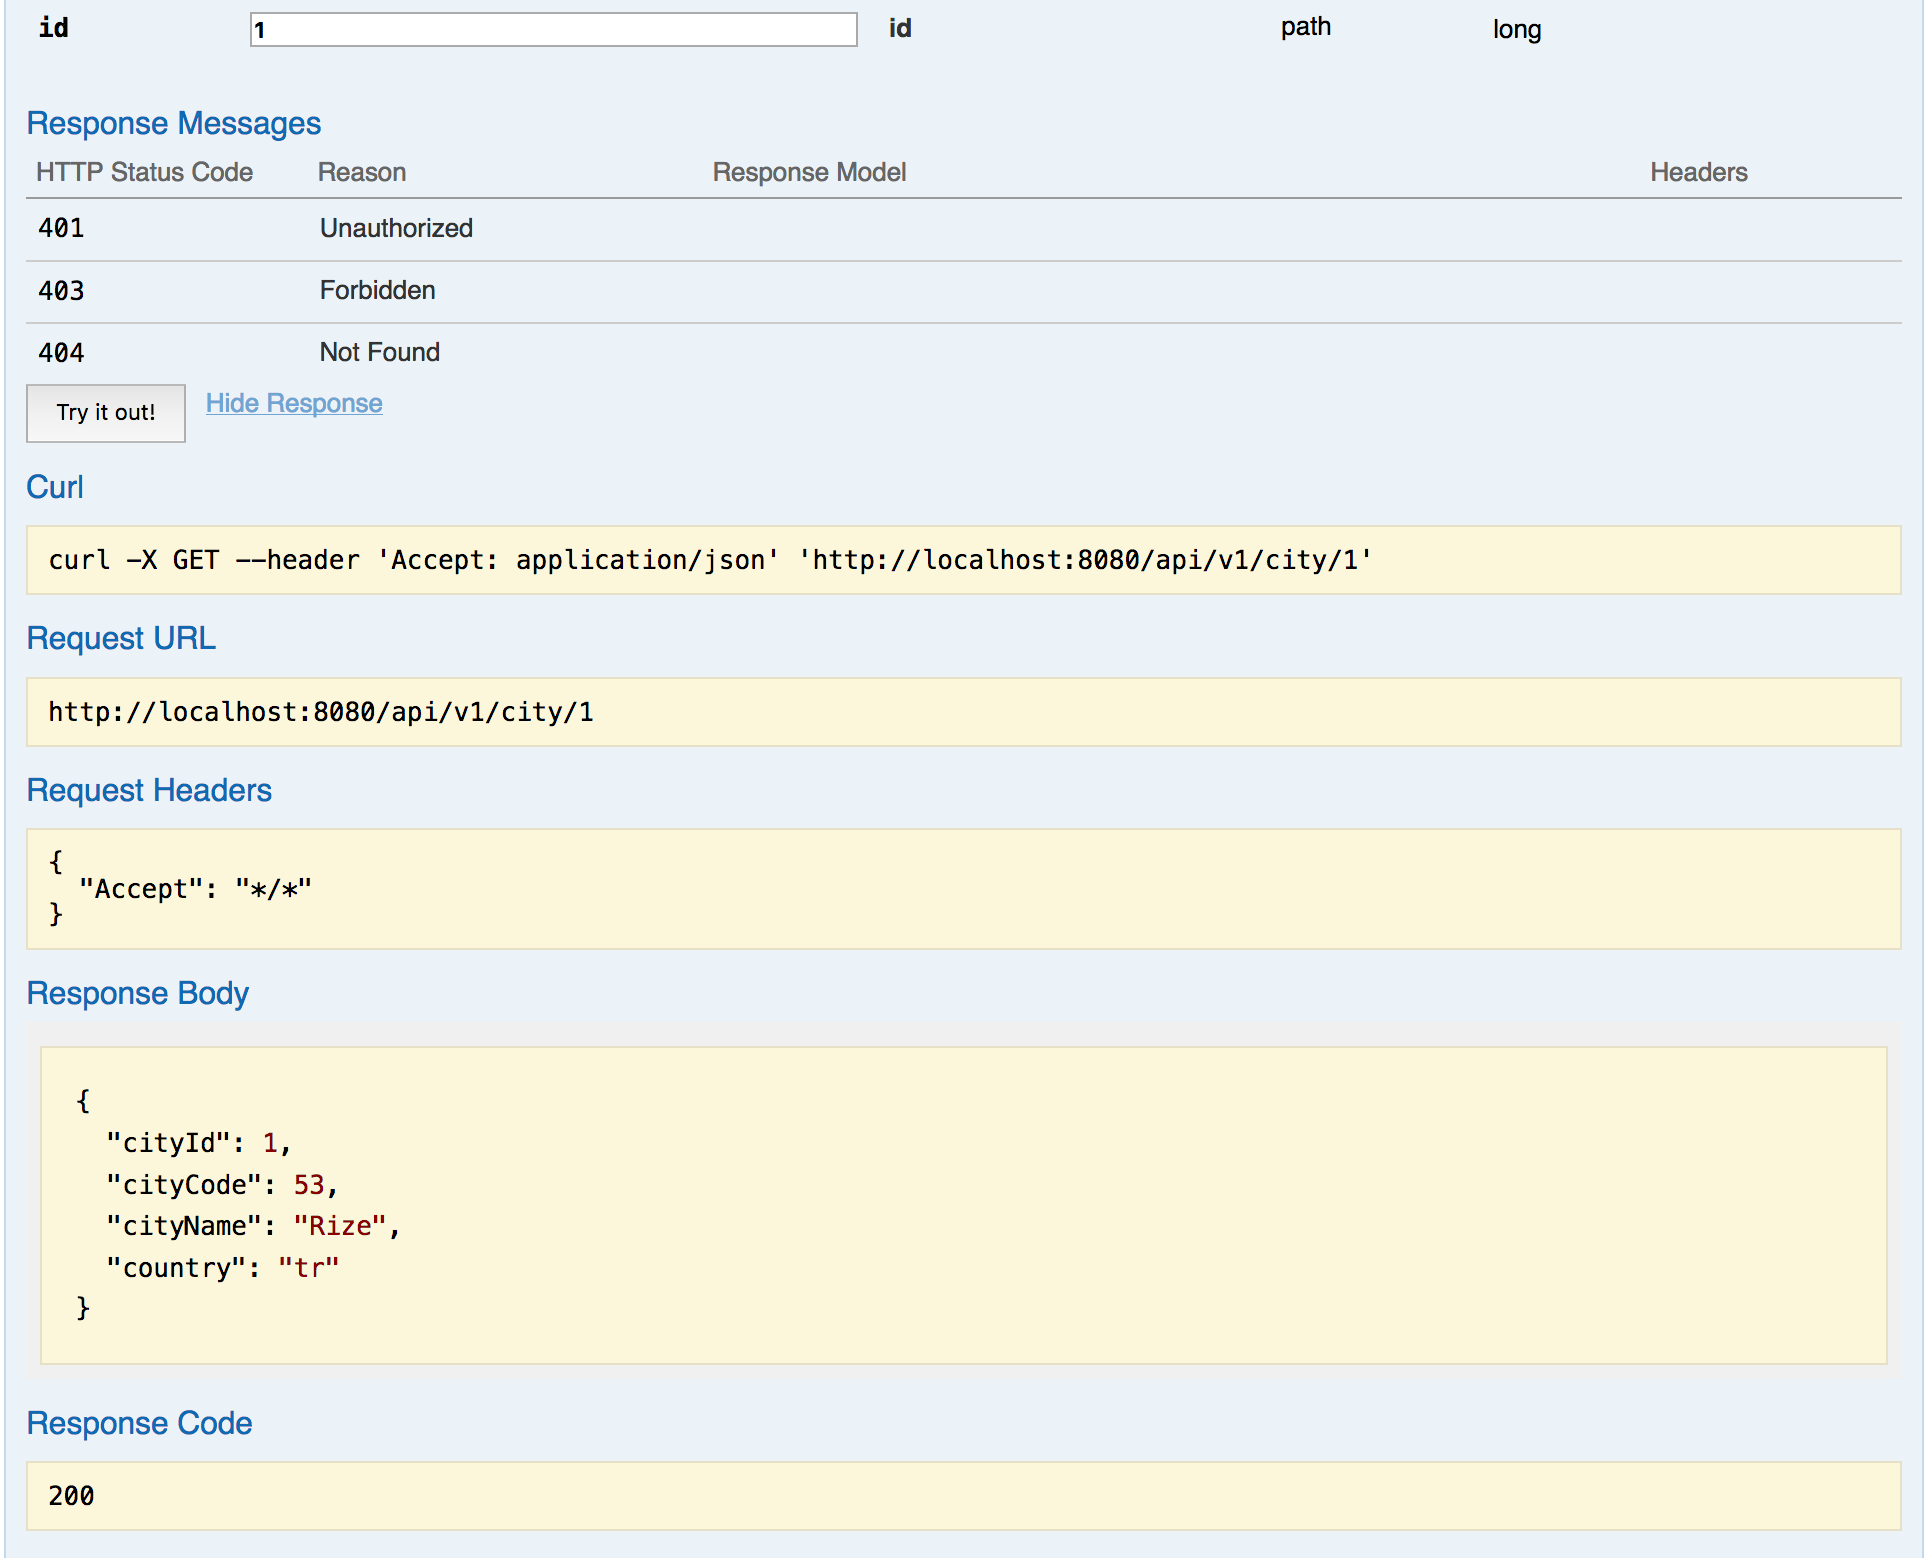 id 1 id path long
Response Messages
HTTP Status Code Reason Response Model Headers
401 Unauthorized
403 Forbidden
404 Not Found
Try it out! Hide Response
Curl
curl -X GET --header 'Accept: application/json' 'http://localhost:8080/api/v1/city/1'
Request URL
http://localhost:8080/api/v1/city/1
Request Headers
{
"Accept": "*/*"
}
Response Body
{
"cityId": 1,
"cityCode": 53,
"cityName": "Rize",
"country": "tr"
}
Response Code
200